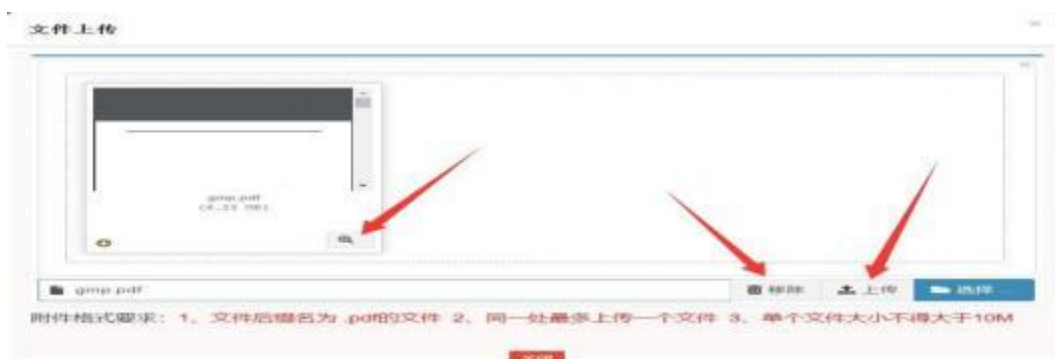 文件上传
gmp.pdf
gmp.pdf
移除
上传
选择 ...
附件格式要求：1、文件后缀名为 .pdf的文件 2、同一处最多上传一个文件 3、单个文件大小不得大于10M